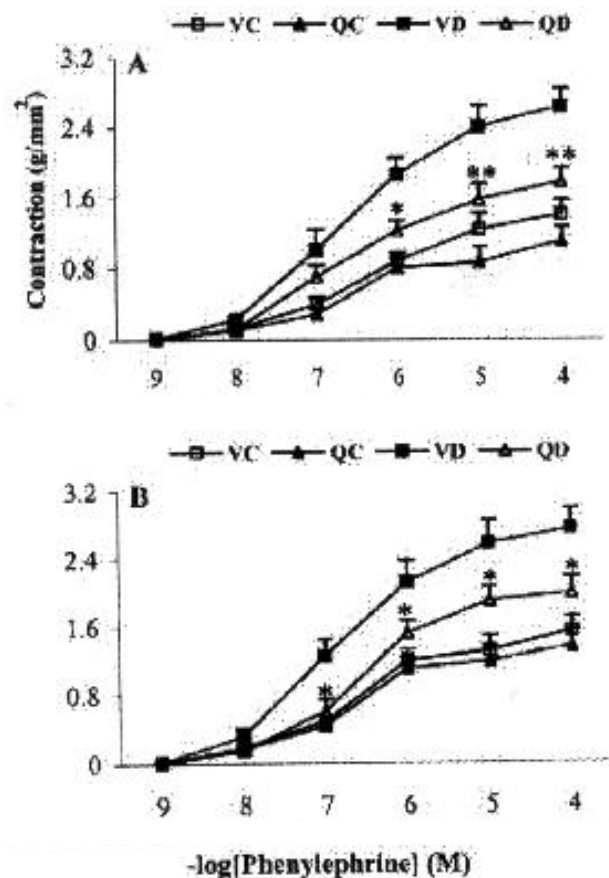 VC QC VD QD
A
3.2
2.4
1.6
0.8
0
Contraction (g/mm²)
*
**
**
9 8 7 6 5 4
VC QC VD QD
B
3.2
2.4
1.6
0.8
0
*
*
*
*
9 8 7 6 5 4
-log[Phenylephrine] (M)